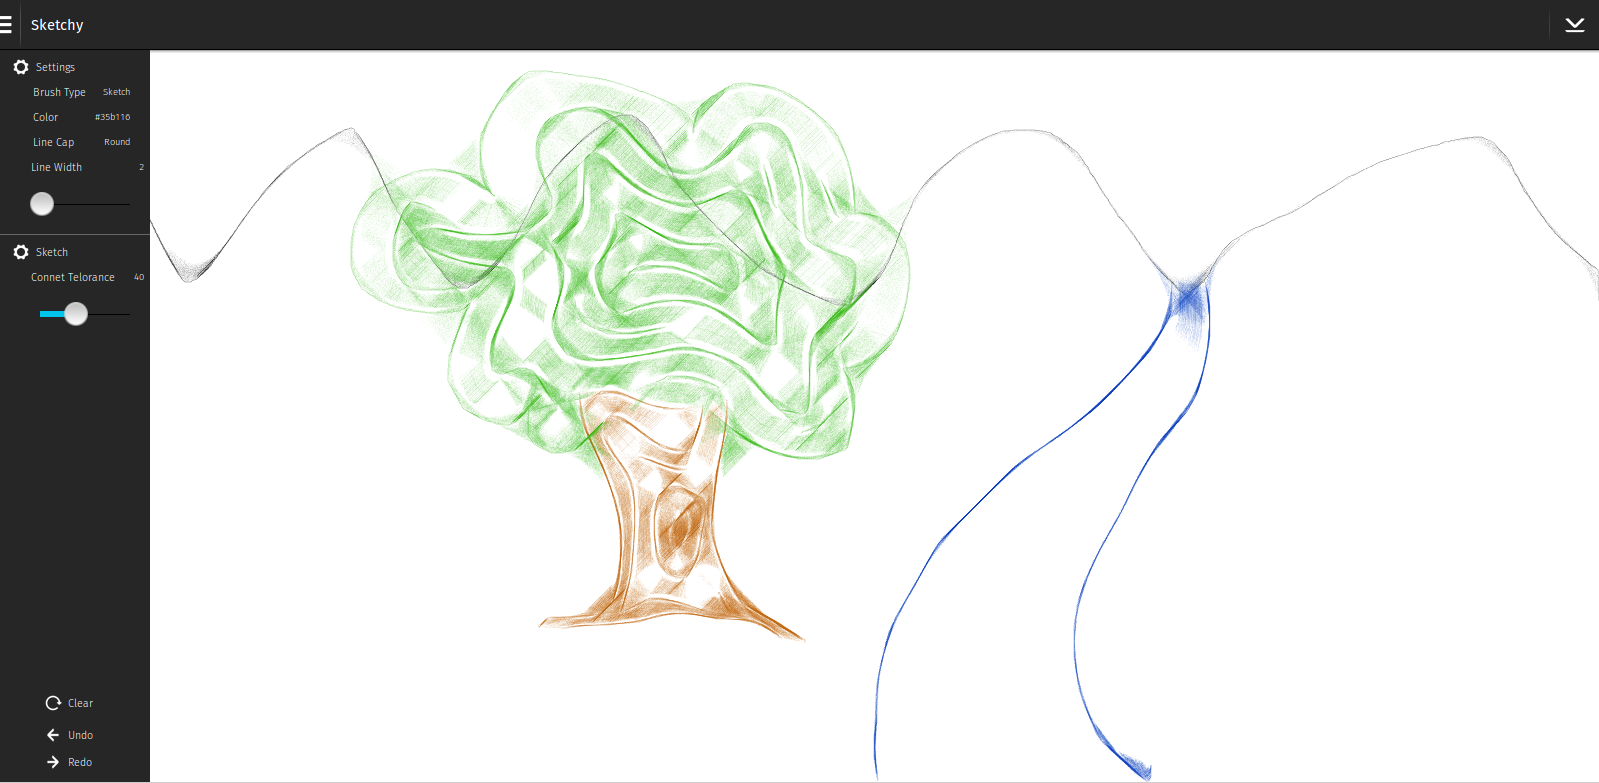 Sketchy
Settings
Brush Type Sketch
Color #35b116
Line Cap Round
Line Width 2
Sketch
Connet Telorance 40
Clear
Undo
Redo